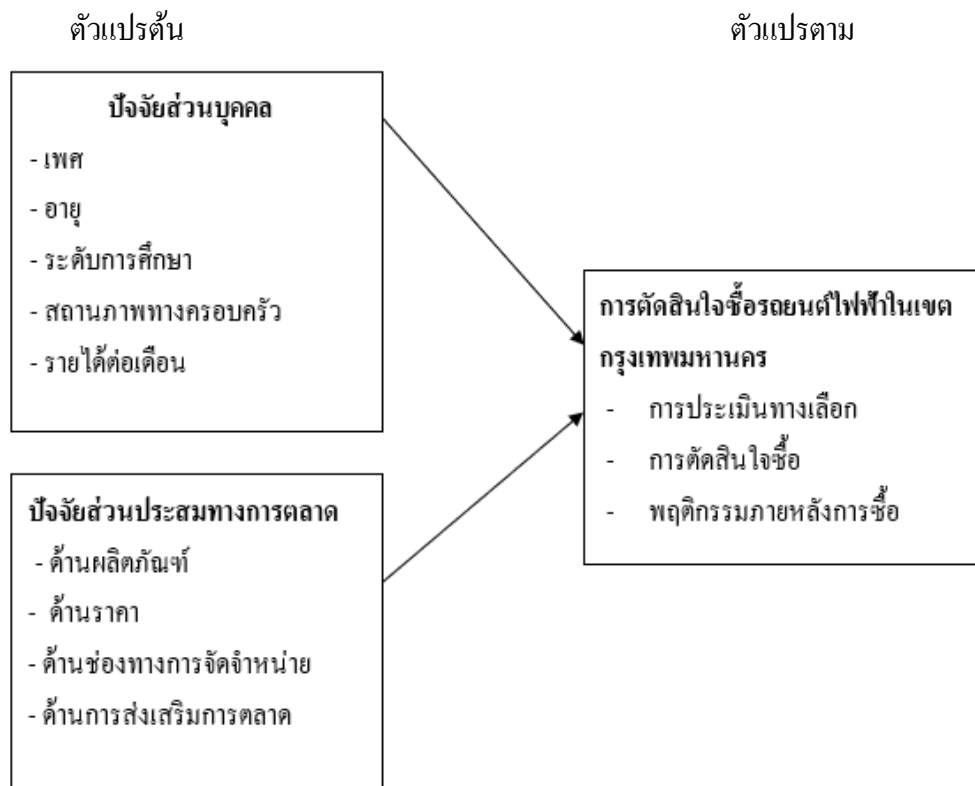 ตัวแปรต้น
ตัวแปรตาม
ปัจจัยส่วนบุคคล
- เพศ
- อายุ
- ระดับการศึกษา
- สถานภาพทางครอบครัว
- รายได้ต่อเดือน
ปัจจัยส่วนประสมทางการตลาด
- ด้านผลิตภัณฑ์
- ด้านราคา
- ด้านช่องทางการจัดจำหน่าย
- ด้านการส่งเสริมการตลาด
การตัดสินใจซื้อรถยนต์ไฟฟ้าในเขต
กรุงเทพมหานคร
- การประเมินทางเลือก
- การตัดสินใจซื้อ
- พฤติกรรมภายหลังการซื้อ